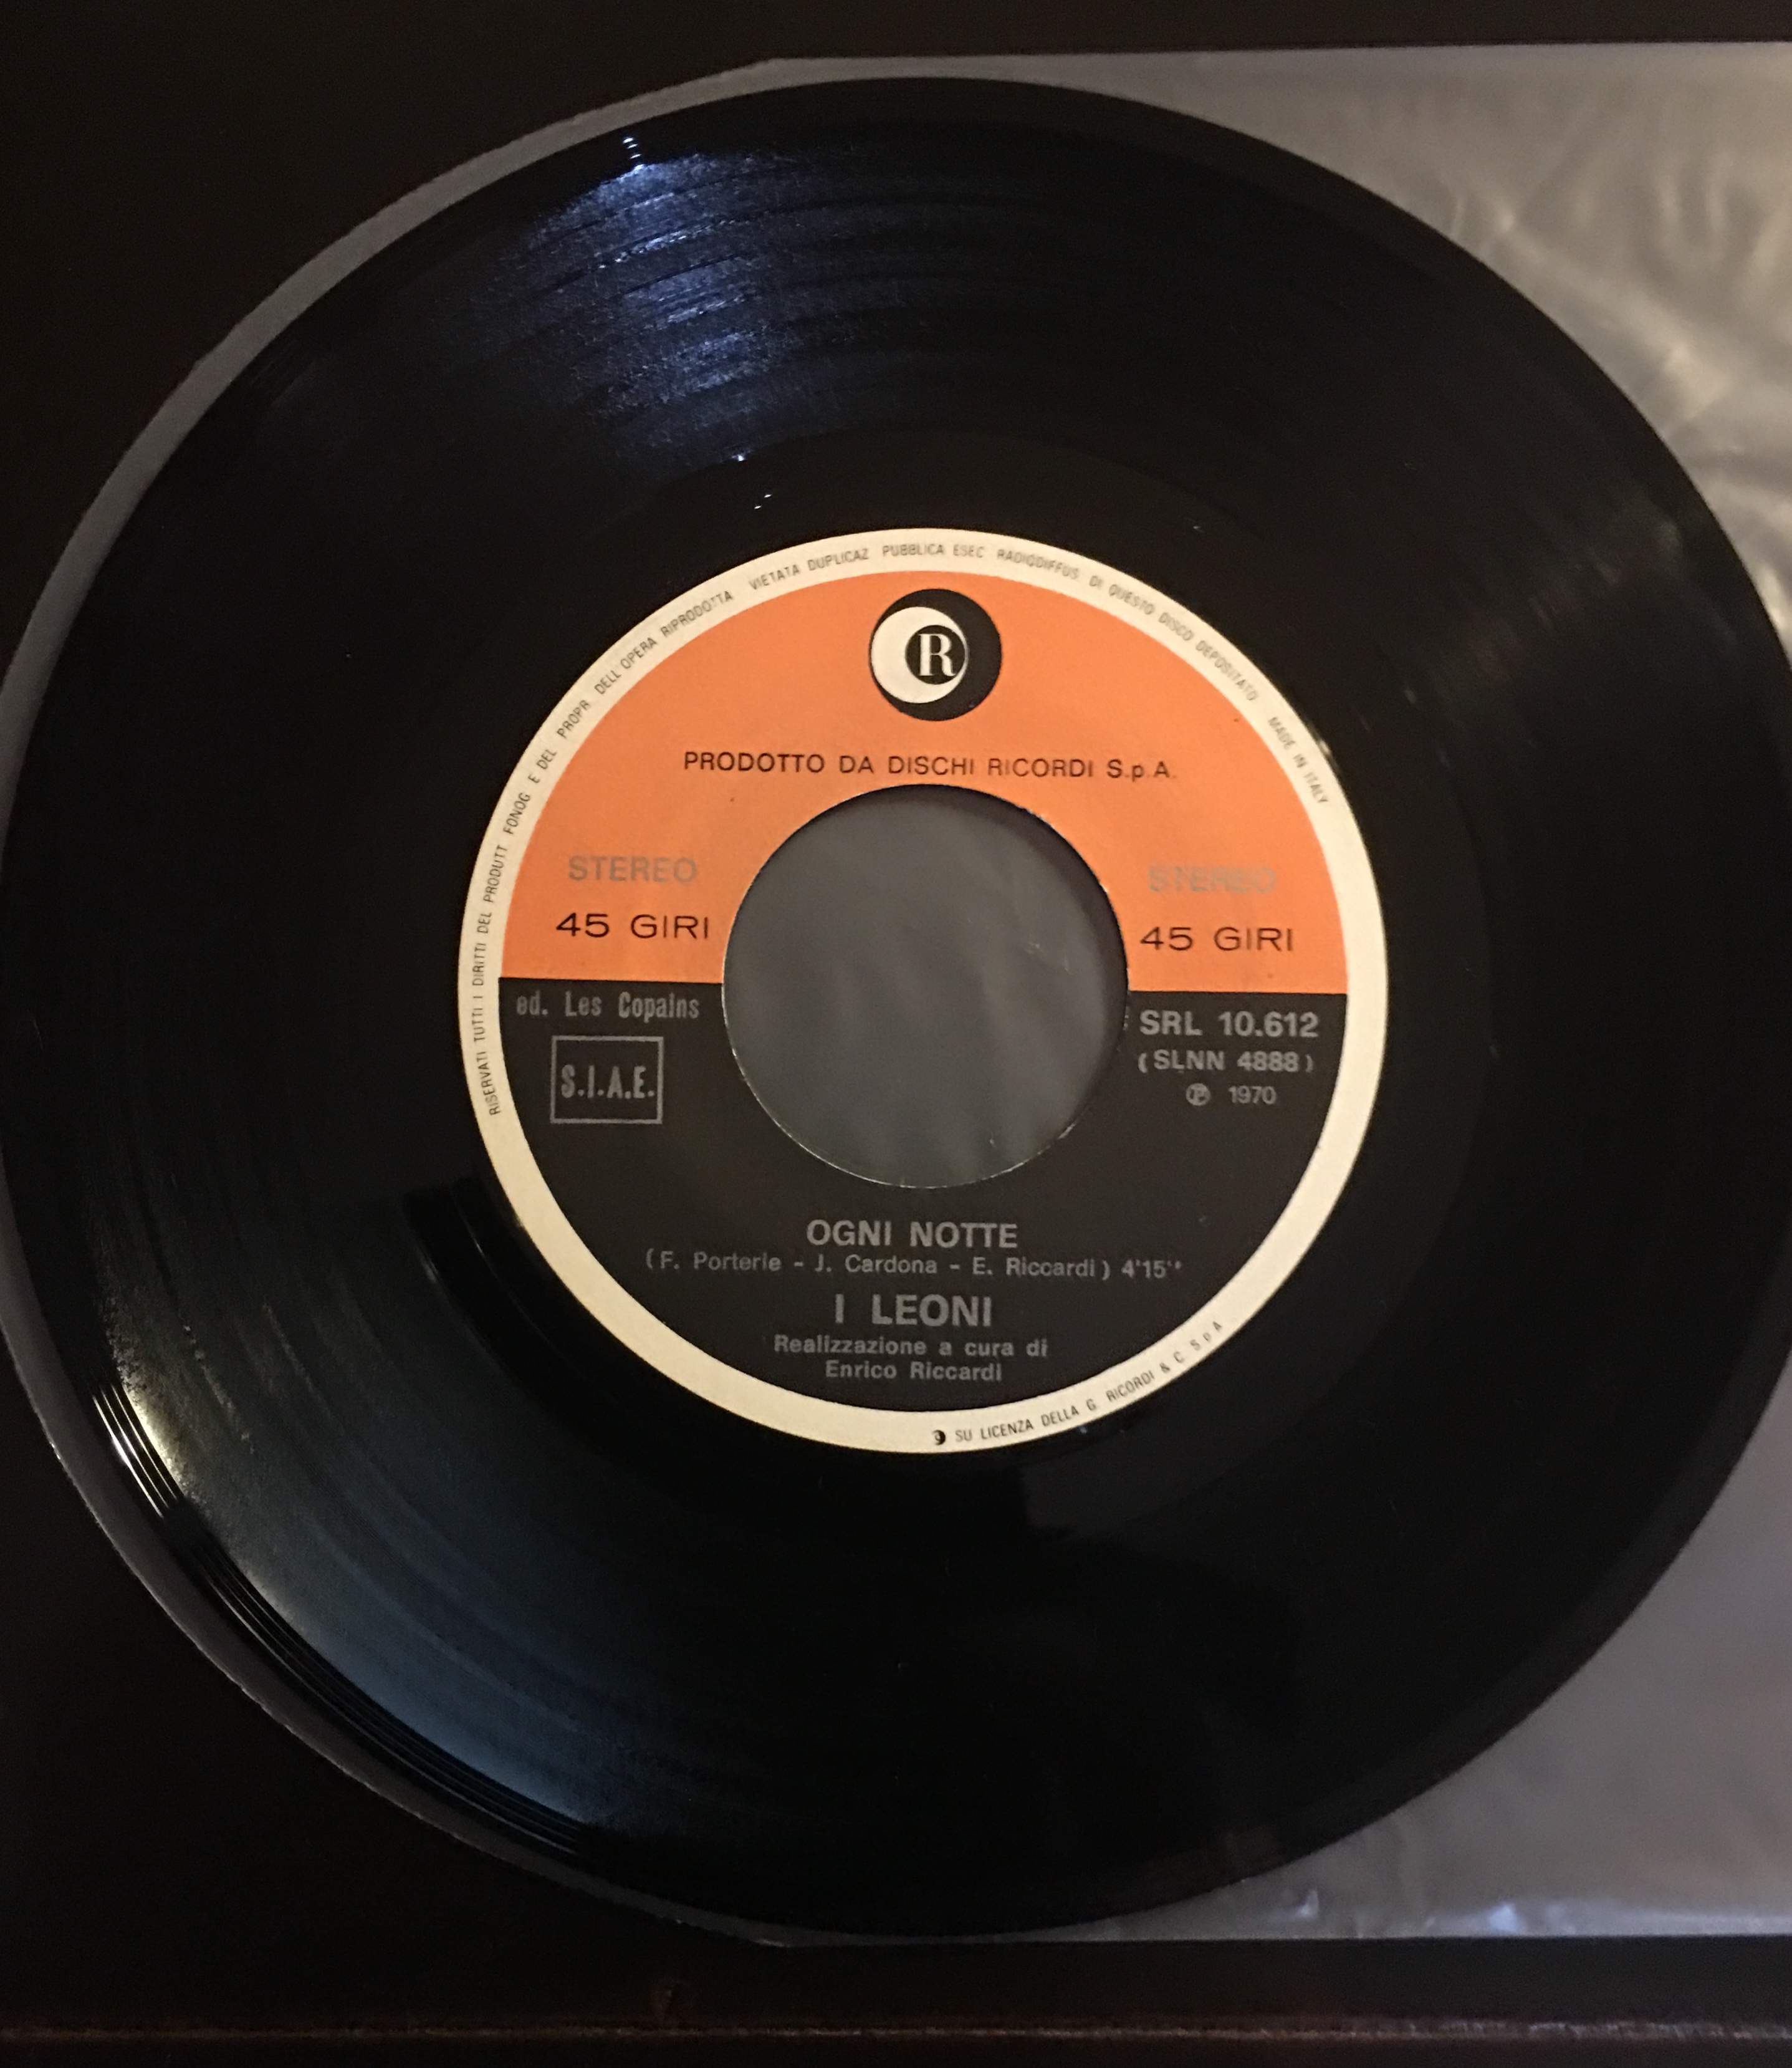 RISERVATI TUTTI I DIRITTI DEL PRODUTT FONOG E DEL PROPR DELL'OPERA RIPRODOTTA VIETATA DUPLICAZ PUBBLICA ESEC RADIODIFFUS DI QUESTO DISCO DEPOSITATO MADE IN ITALY
R
PRODOTTO DA DISCHI RICORDI S.p.A.
STEREO STEREO
45 GIRI 45 GIRI
ed. Les Copains
SRL 10.612
S.I.A.E.
(SLNN 4888)
℗ 1970
OGNI NOTTE
(F. Porterie - J. Cardona - E. Riccardi) 4'15''
I LEONI
Realizzazione a cura di
Enrico Riccardi
SU LICENZA DELLA G. RICORDI & C. S.p.A.